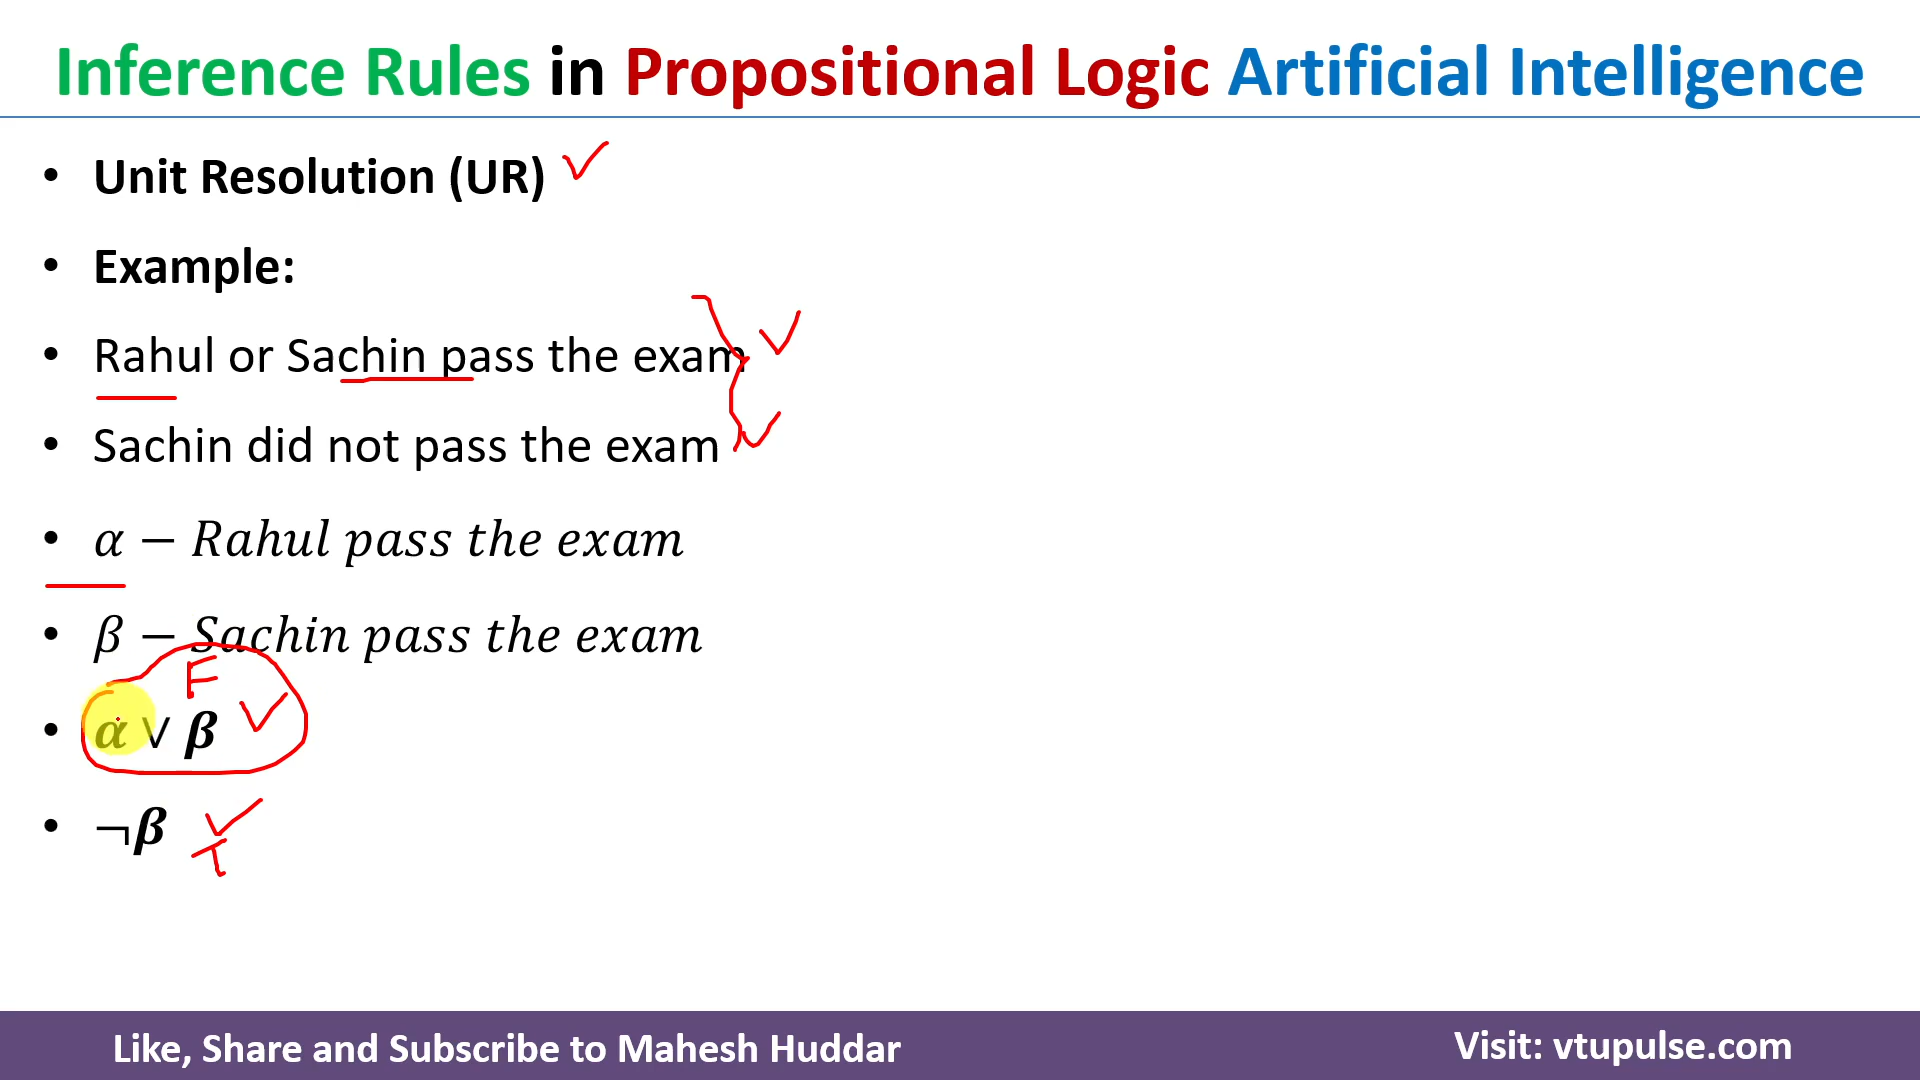 Inference Rules in Propositional Logic Artificial Intelligence
• Unit Resolution (UR)
• Example:
• Rahul or Sachin pass the exam
• Sachin did not pass the exam
• α − Rahul pass the exam
• β − Sachin pass the exam
F
• α ∨ β
• ¬β
T
Like, Share and Subscribe to Mahesh Huddar
Visit: vtupulse.com